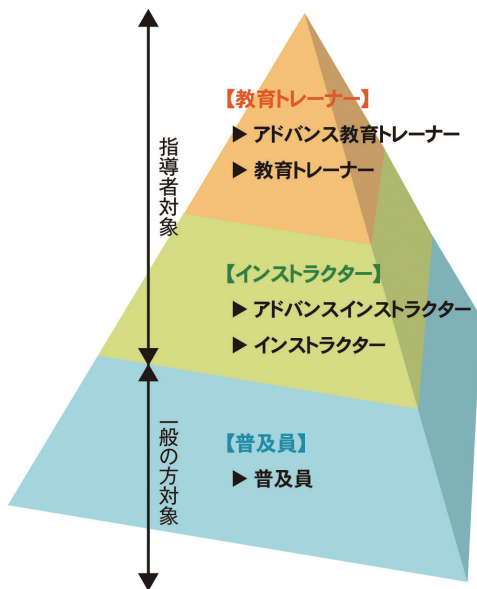 【教育トレーナー】
▶ アドバンス教育トレーナー
▶ 教育トレーナー
指導者対象
【インストラクター】
▶ アドバンスインストラクター
▶ インストラクター
【普及員】
▶ 普及員
一般の方対象